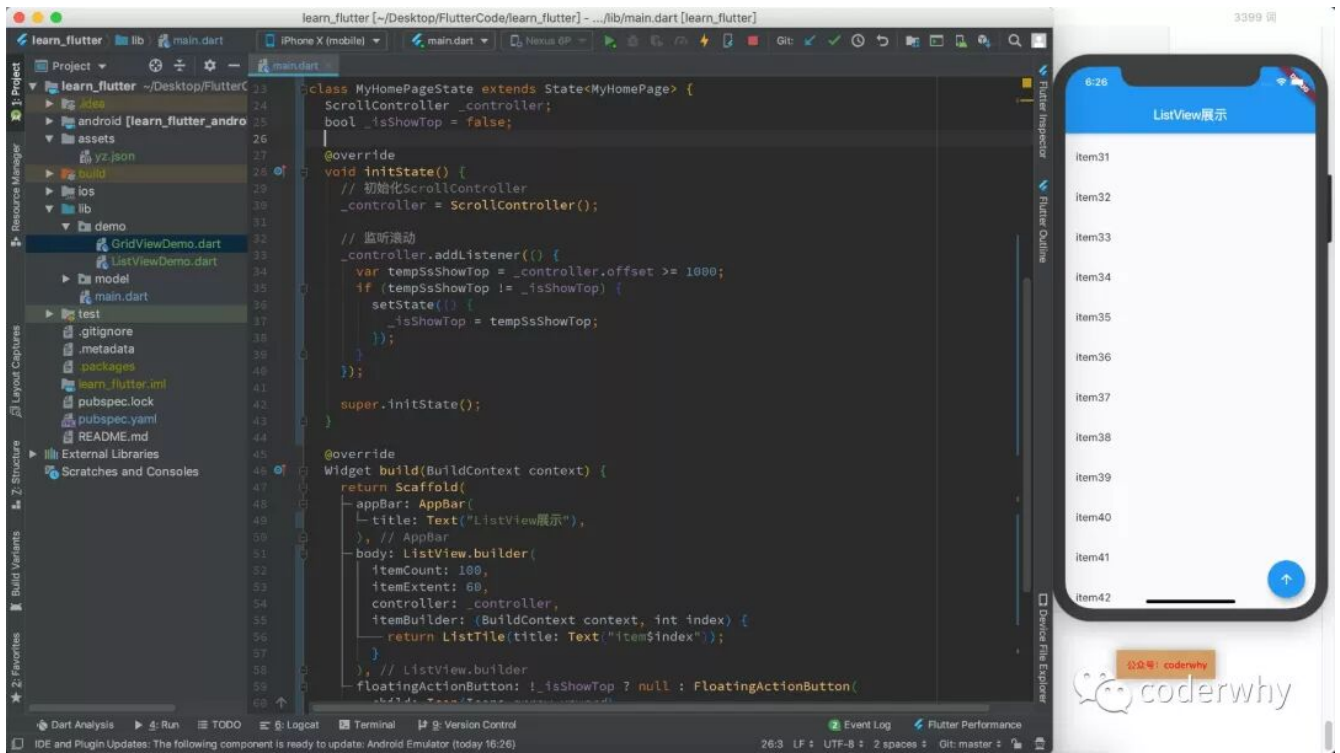 learn_flutter [~/Desktop/FlutterCode/learn_flutter] - .../lib/main.dart [learn_flutter]
3399
learn_flutter lib main.dart iPhone X (mobile) main.dart Nexus 6P Git:
Project main.dart
1: Project
Resource Manager
Layout Captures
Z: Structure
Build Variants
2: Favorites
learn_flutter ~/Desktop/FlutterC
.idea
android [learn_flutter_andro
assets
yz.json
build
ios
lib
demo
GridViewDemo.dart
ListViewDemo.dart
model
main.dart
test
.gitignore
.metadata
.packages
learn_flutter.iml
pubspec.lock
pubspec.yaml
README.md
External Libraries
Scratches and Consoles
23 class MyHomePageState extends State<MyHomePage> {
24 ScrollController _controller;
25 bool _isShowTop = false;
26
27 @override
28 void initState() {
29 // 初始化ScrollController
30 _controller = ScrollController();
31
32 // 监听滚动
33 _controller.addListener(() {
34 var tempSsShowTop = _controller.offset >= 1000;
35 if (tempSsShowTop != _isShowTop) {
36 setState(() {
37 _isShowTop = tempSsShowTop;
38 });
39 }
40 });
41
42 super.initState();
43 }
44
45 @override
46 Widget build(BuildContext context) {
47 return Scaffold(
48 appBar: AppBar(
49 title: Text("ListView展示"),
50 ), // AppBar
51 body: ListView.builder(
52 itemCount: 100,
53 itemExtent: 60,
54 controller: _controller,
55 itemBuilder: (BuildContext context, int index) {
56 return ListTile(title: Text("item$index"));
57 }
58 ), // ListView.builder
59 floatingActionButton: !_isShowTop ? null : FloatingActionButton(
60
Flutter Inspector
Flutter Outline
Device File Explorer
Dart Analysis 4: Run TODO 6: Logcat Terminal 9: Version Control 2 Event Log Flutter Performance
IDE and Plugin Updates: The following component is ready to update: Android Emulator (today 16:26) 26:3 LF UTF-8 2 spaces Git: master
6:26
ListView展示
item31
item32
item33
item34
item35
item36
item37
item38
item39
item40
item41
item42
公众号：coderwhy
coderwhy